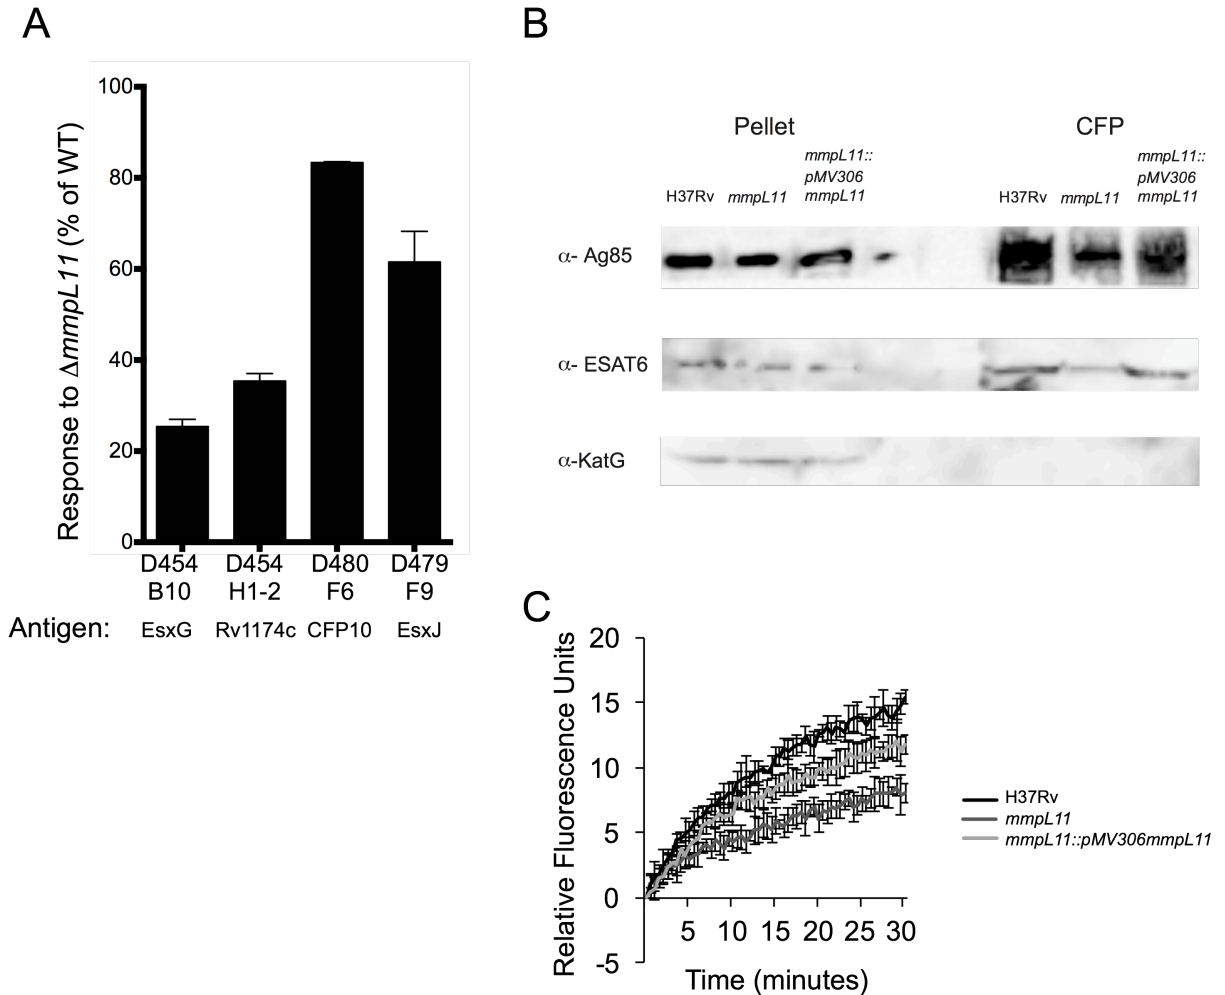 A
Response to ΔmmpL11 (% of WT)
100
80
60
40
20
0
D454 D454 D480 D479
B10 H1-2 F6 F9
Antigen: EsxG Rv1174c CFP10 EsxJ
B
Pellet CFP
H37Rv mmpL11 mmpL11::
pMV306
mmpL11
H37Rv mmpL11 mmpL11::
pMV306
mmpL11
α- Ag85
α- ESAT6
α-KatG
C
Relative Fluorescence Units
20
15
10
5
0
-5
5 10 15 20 25 30
Time (minutes)
H37Rv
mmpL11
mmpL11::pMV306mmpL11